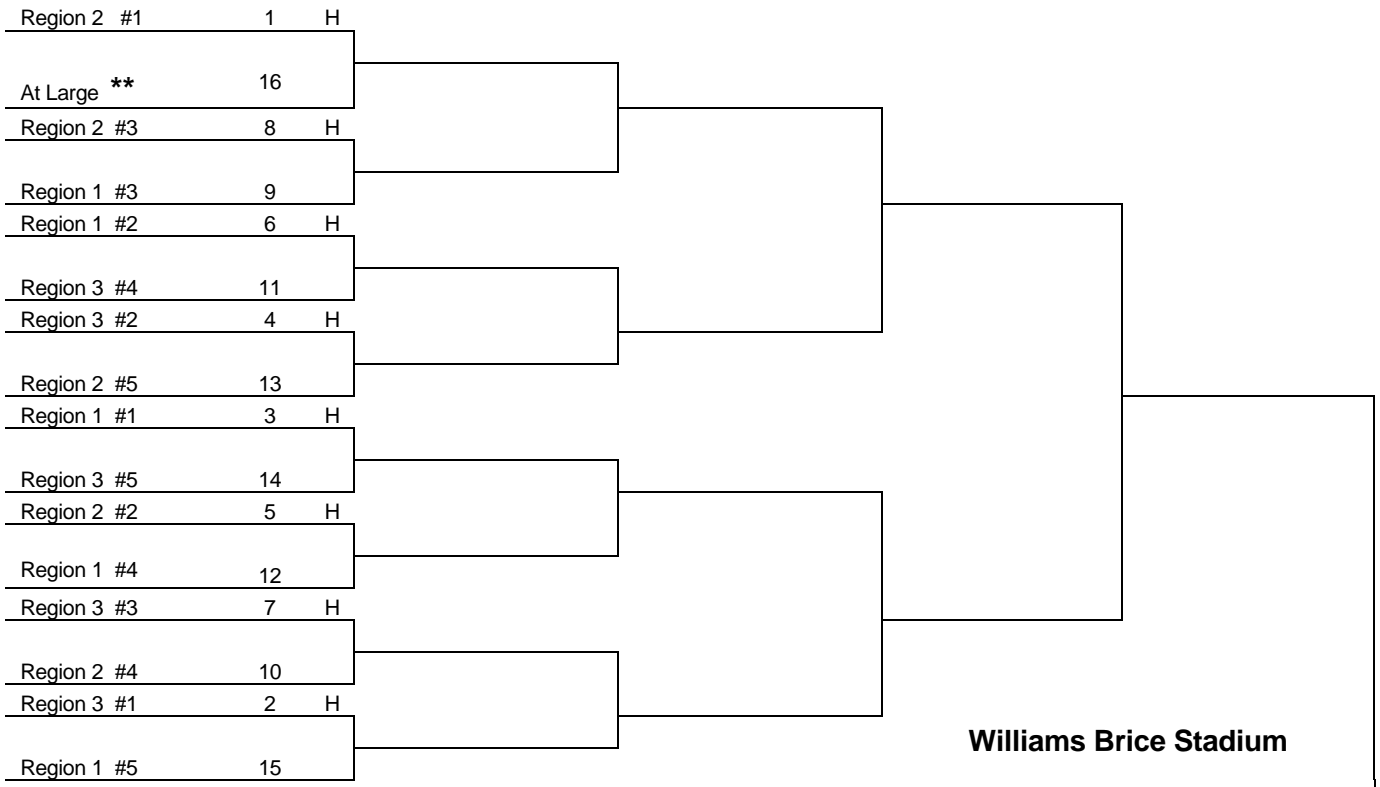 Region 2 #1 1 H
At Large ** 16
Region 2 #3 8 H
Region 1 #3 9
Region 1 #2 6 H
Region 3 #4 11
Region 3 #2 4 H
Region 2 #5 13
Region 1 #1 3 H
Region 3 #5 14
Region 2 #2 5 H
Region 1 #4 12
Region 3 #3 7 H
Region 2 #4 10
Region 3 #1 2 H
Williams Brice Stadium
Region 1 #5 15